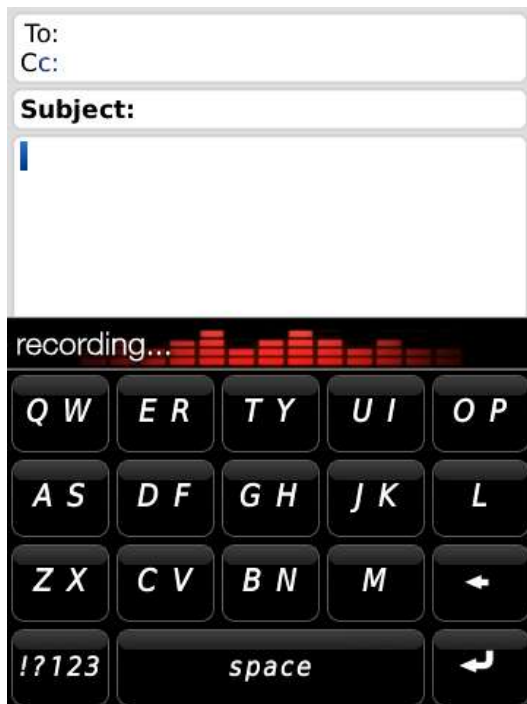 To:
Cc:
Subject:
recording...
Q W E R T Y U I O P
A S D F G H J K L
Z X C V B N M
!?123 space